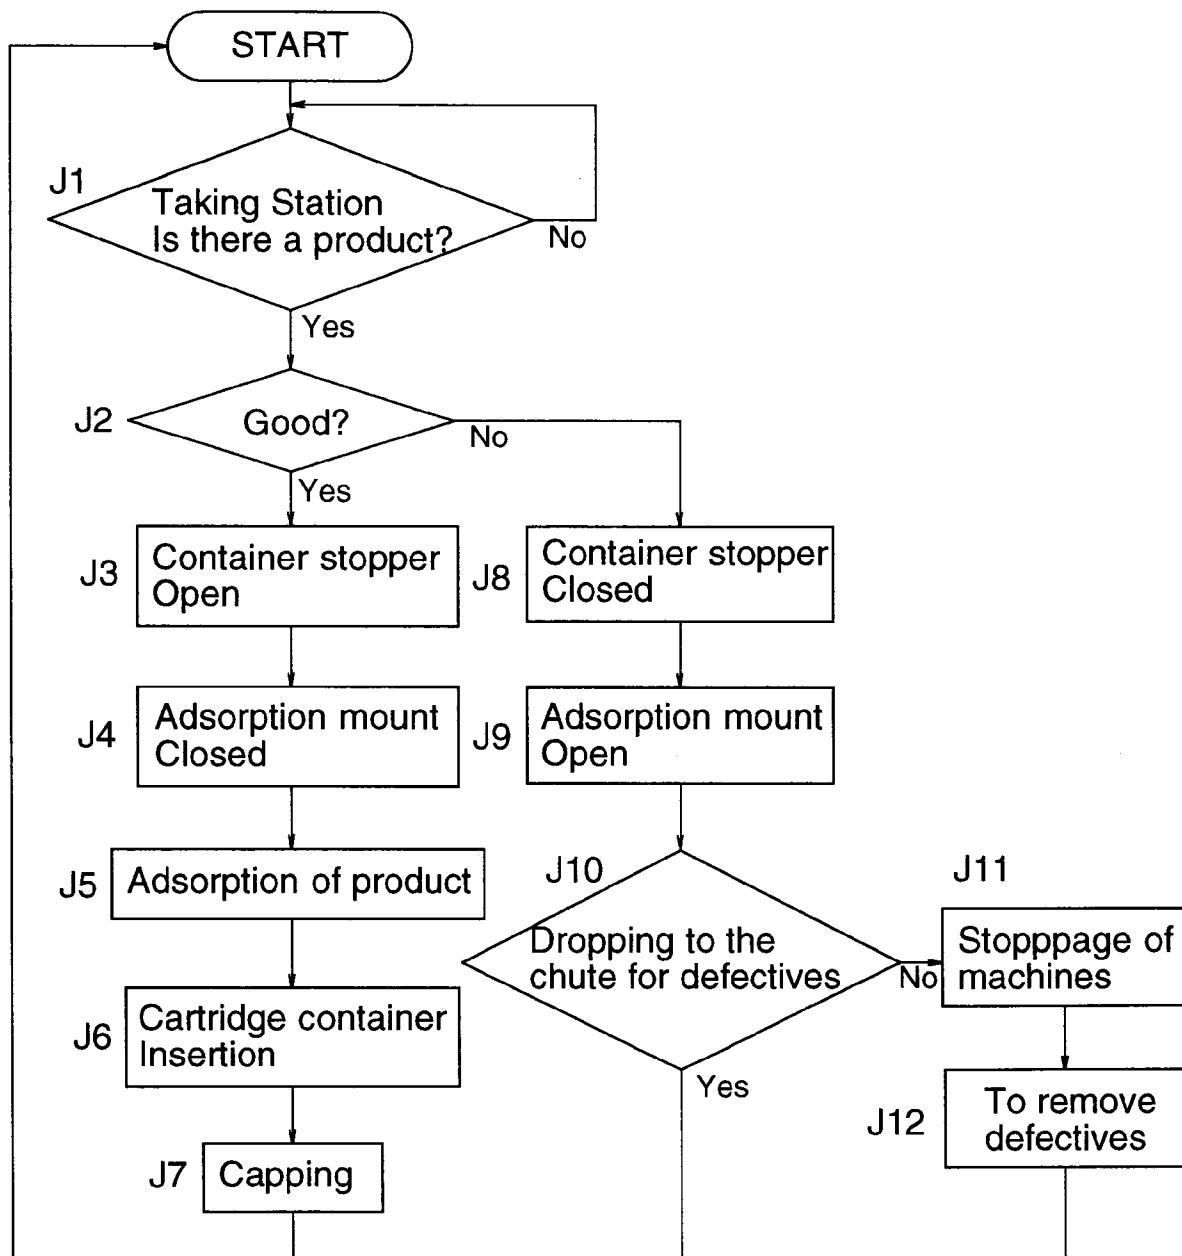 START
J1
Taking Station
Is there a product?
No
Yes
J2
Good?
No
Yes
J3
Container stopper
Open
J8
Container stopper
Closed
J4
Adsorption mount
Closed
J9
Adsorption mount
Open
J5
Adsorption of product
J10
Dropping to the
chute for defectives
No
Yes
J11
Stopppage of
machines
J6
Cartridge container
Insertion
J12
To remove
defectives
J7
Capping